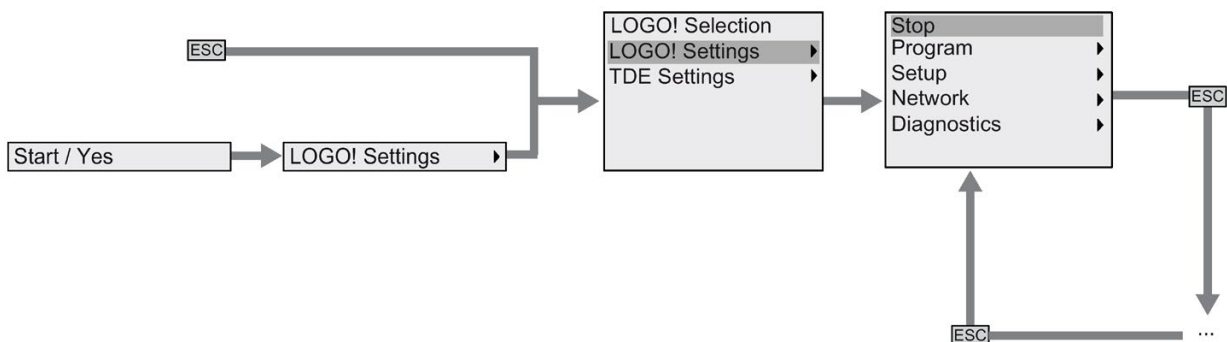 ESC
Start / Yes
LOGO! Settings
LOGO! Selection
LOGO! Settings
TDE Settings
Stop
Program
Setup
Network
Diagnostics
ESC
ESC
...